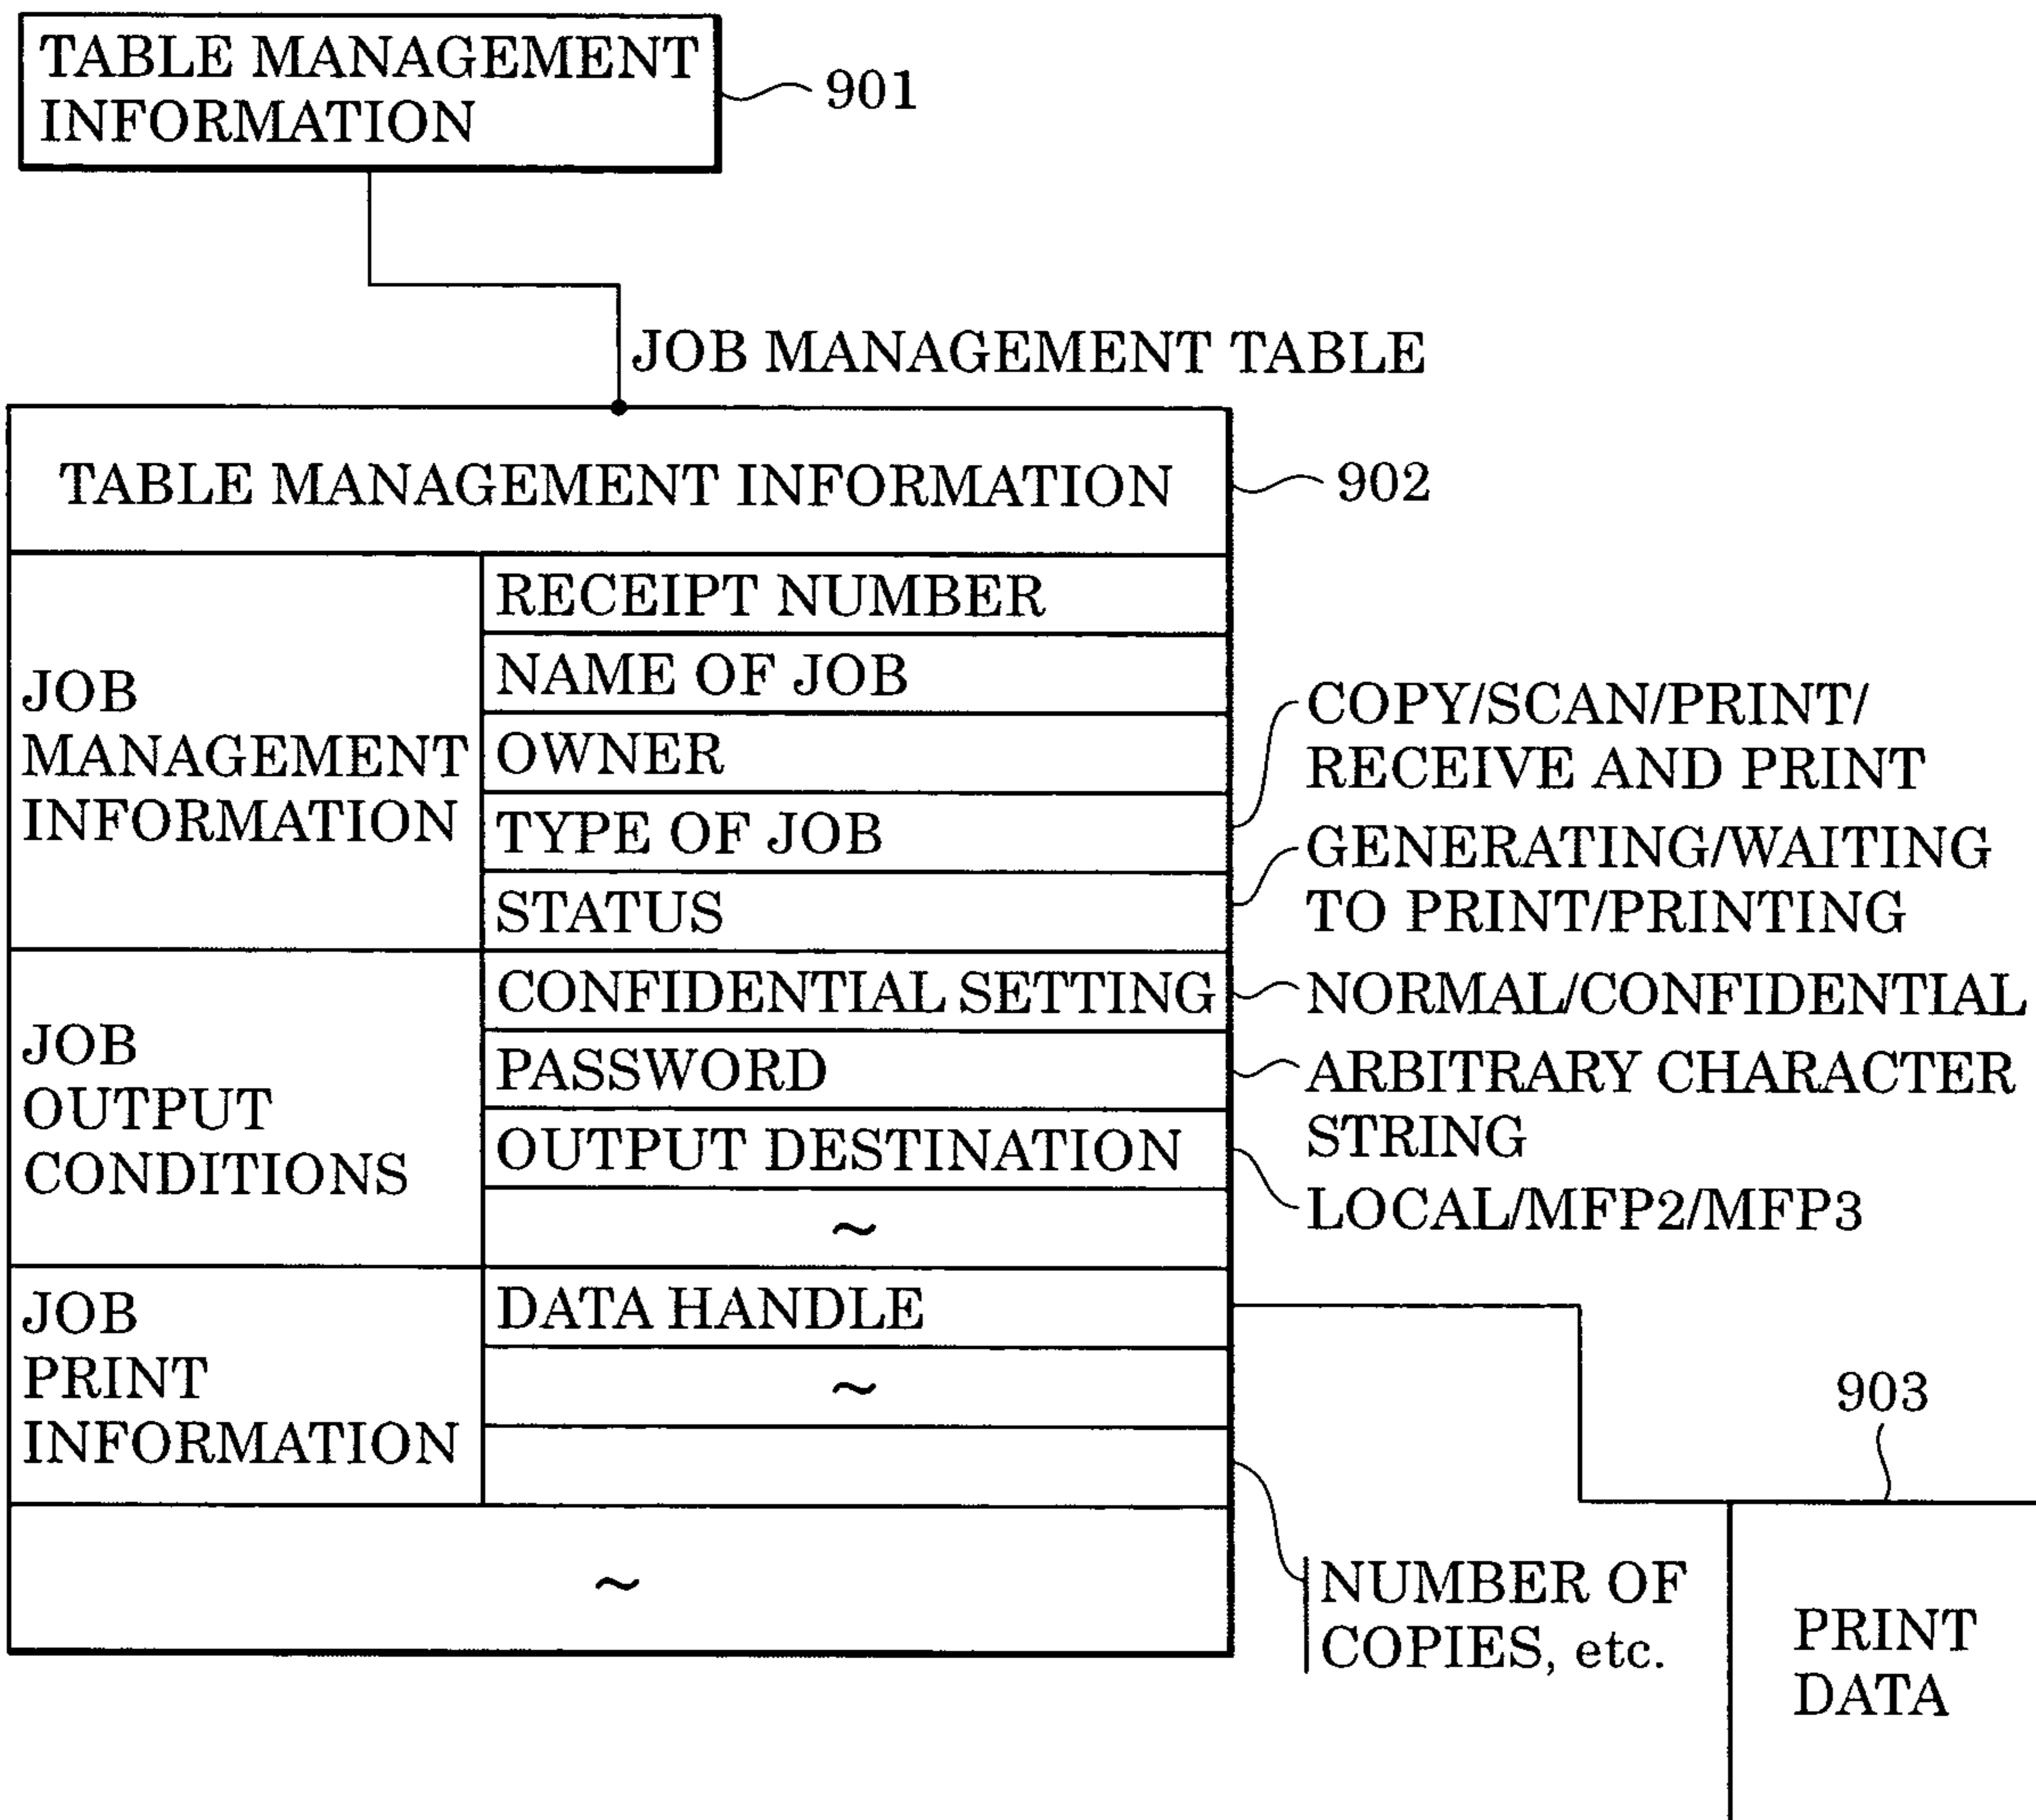 TABLE MANAGEMENT
INFORMATION
901
JOB MANAGEMENT TABLE
TABLE MANAGEMENT INFORMATION
902
JOB
MANAGEMENT
INFORMATION
RECEIPT NUMBER
NAME OF JOB
OWNER
TYPE OF JOB
COPY/SCAN/PRINT/
RECEIVE AND PRINT
STATUS
GENERATING/WAITING
TO PRINT/PRINTING
JOB
OUTPUT
CONDITIONS
CONFIDENTIAL SETTING
NORMAL/CONFIDENTIAL
PASSWORD
ARBITRARY CHARACTER
STRING
OUTPUT DESTINATION
LOCAL/MFP2/MFP3
~
JOB
PRINT
INFORMATION
DATA HANDLE
~
NUMBER OF
COPIES, etc.
~
903
PRINT
DATA